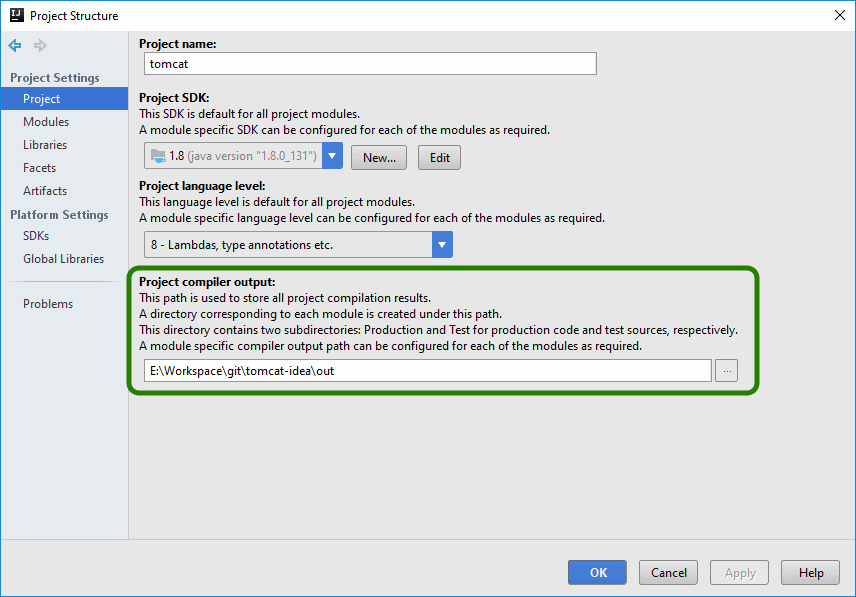 Project Structure
Project Settings
Project
Modules
Libraries
Facets
Artifacts
Platform Settings
SDKs
Global Libraries
Problems
Project name:
tomcat
Project SDK:
This SDK is default for all project modules.
A module specific SDK can be configured for each of the modules as required.
1.8 (java version "1.8.0_131")
New...
Edit
Project language level:
This language level is default for all project modules.
A module specific language level can be configured for each of the modules as required.
8 - Lambdas, type annotations etc.
Project compiler output:
This path is used to store all project compilation results.
A directory corresponding to each module is created under this path.
This directory contains two subdirectories: Production and Test for production code and test sources, respectively.
A module specific compiler output path can be configured for each of the modules as required.
E:\Workspace\git\tomcat-idea\out
...
OK
Cancel
Apply
Help